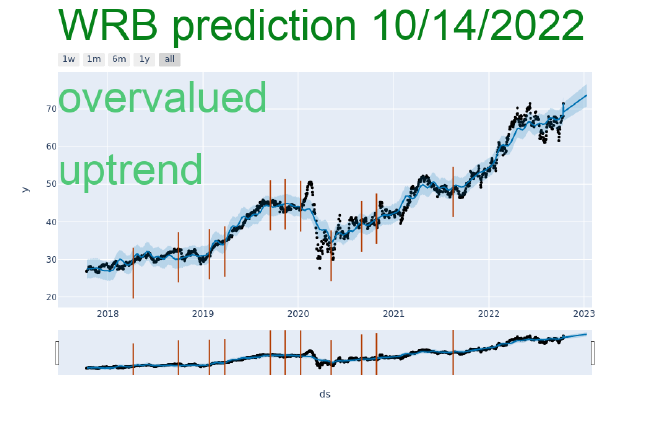 WRB prediction 10/14/2022
1w 1m 6m 1y all
overvalued
uptrend
70
60
50
40
30
20
y
2018 2019 2020 2021 2022 2023
ds